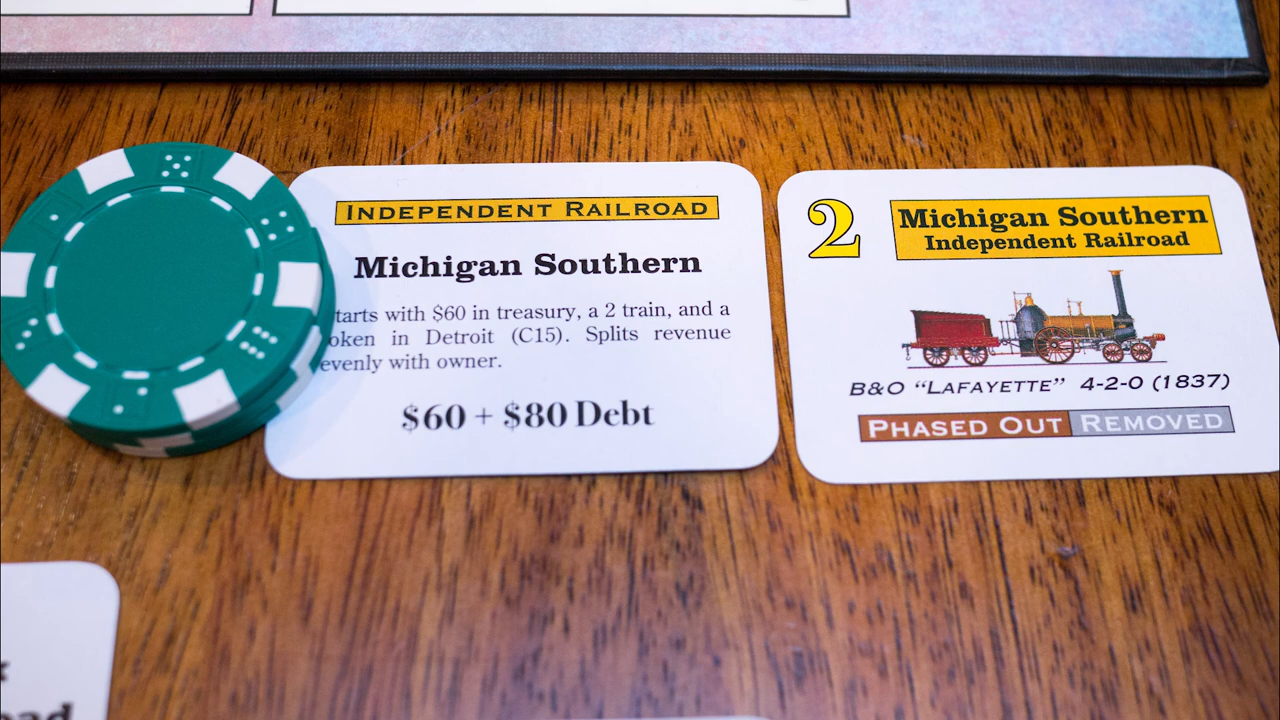 INDEPENDENT RAILROAD
Michigan Southern
tarts with $60 in treasury, a 2 train, and a
oken in Detroit (C15). Splits revenue
evenly with owner.
$60 + $80 Debt
2
Michigan Southern
Independent Railroad
B&O “LAFAYETTE” 4-2-0 (1837)
PHASED OUT REMOVED